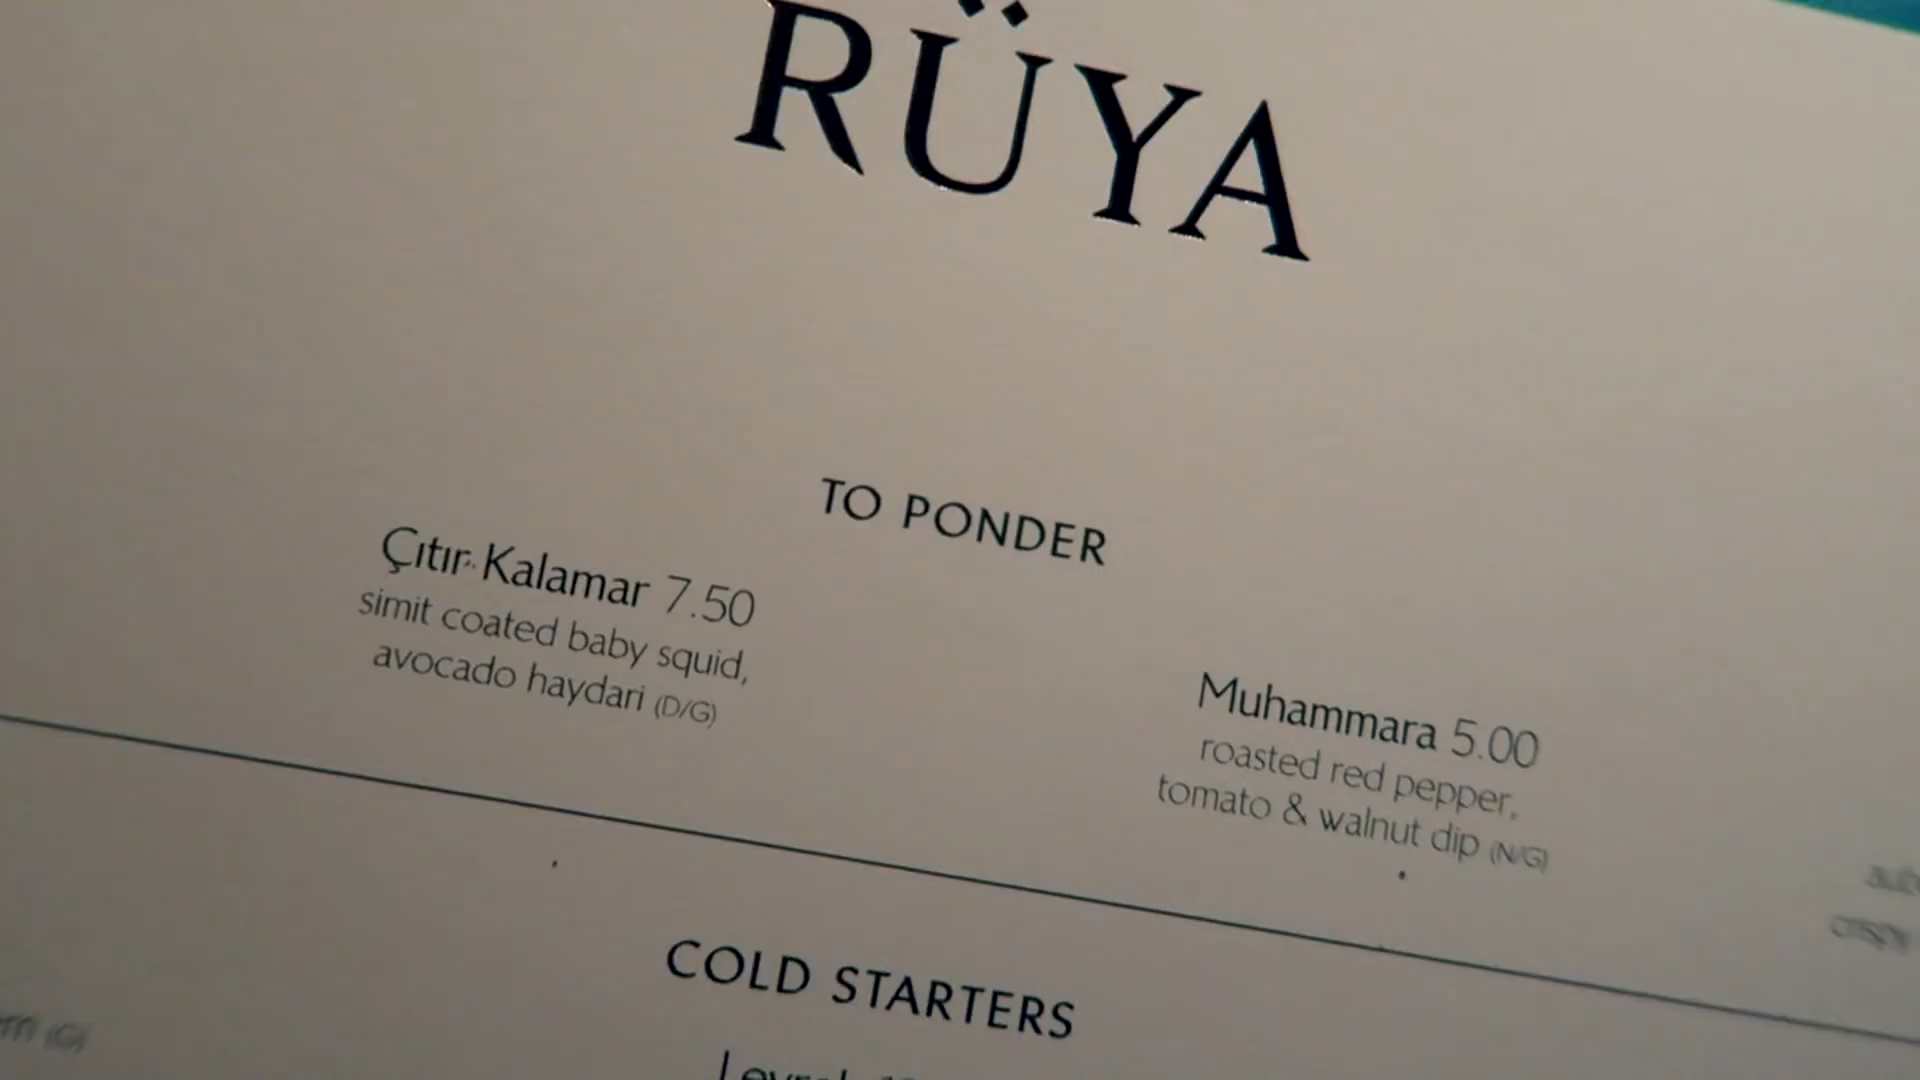 RÜYA
TO PONDER
Çıtır Kalamar 7.50
simit coated baby squid,
avocado haydari (D/G)
Muhammara 5.00
roasted red pepper,
tomato & walnut dip (N/G)
crispy
(G)
COLD STARTERS